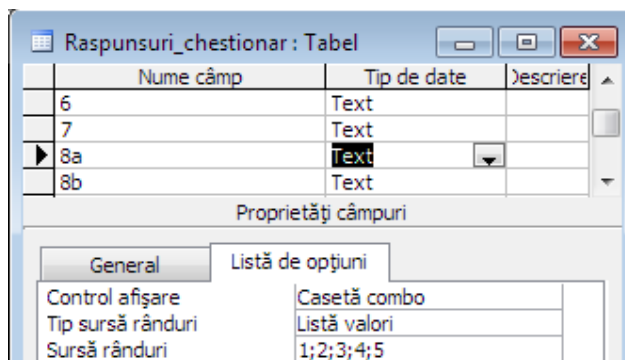 Raspunsuri_chestionar : Tabel
Nume câmp Tip de date Descriere
6 Text
7 Text
8a Text
8b Text
Proprietăţi câmpuri
General Listă de opţiuni
Control afişare Casetă combo
Tip sursă rânduri Listă valori
Sursă rânduri 1;2;3;4;5